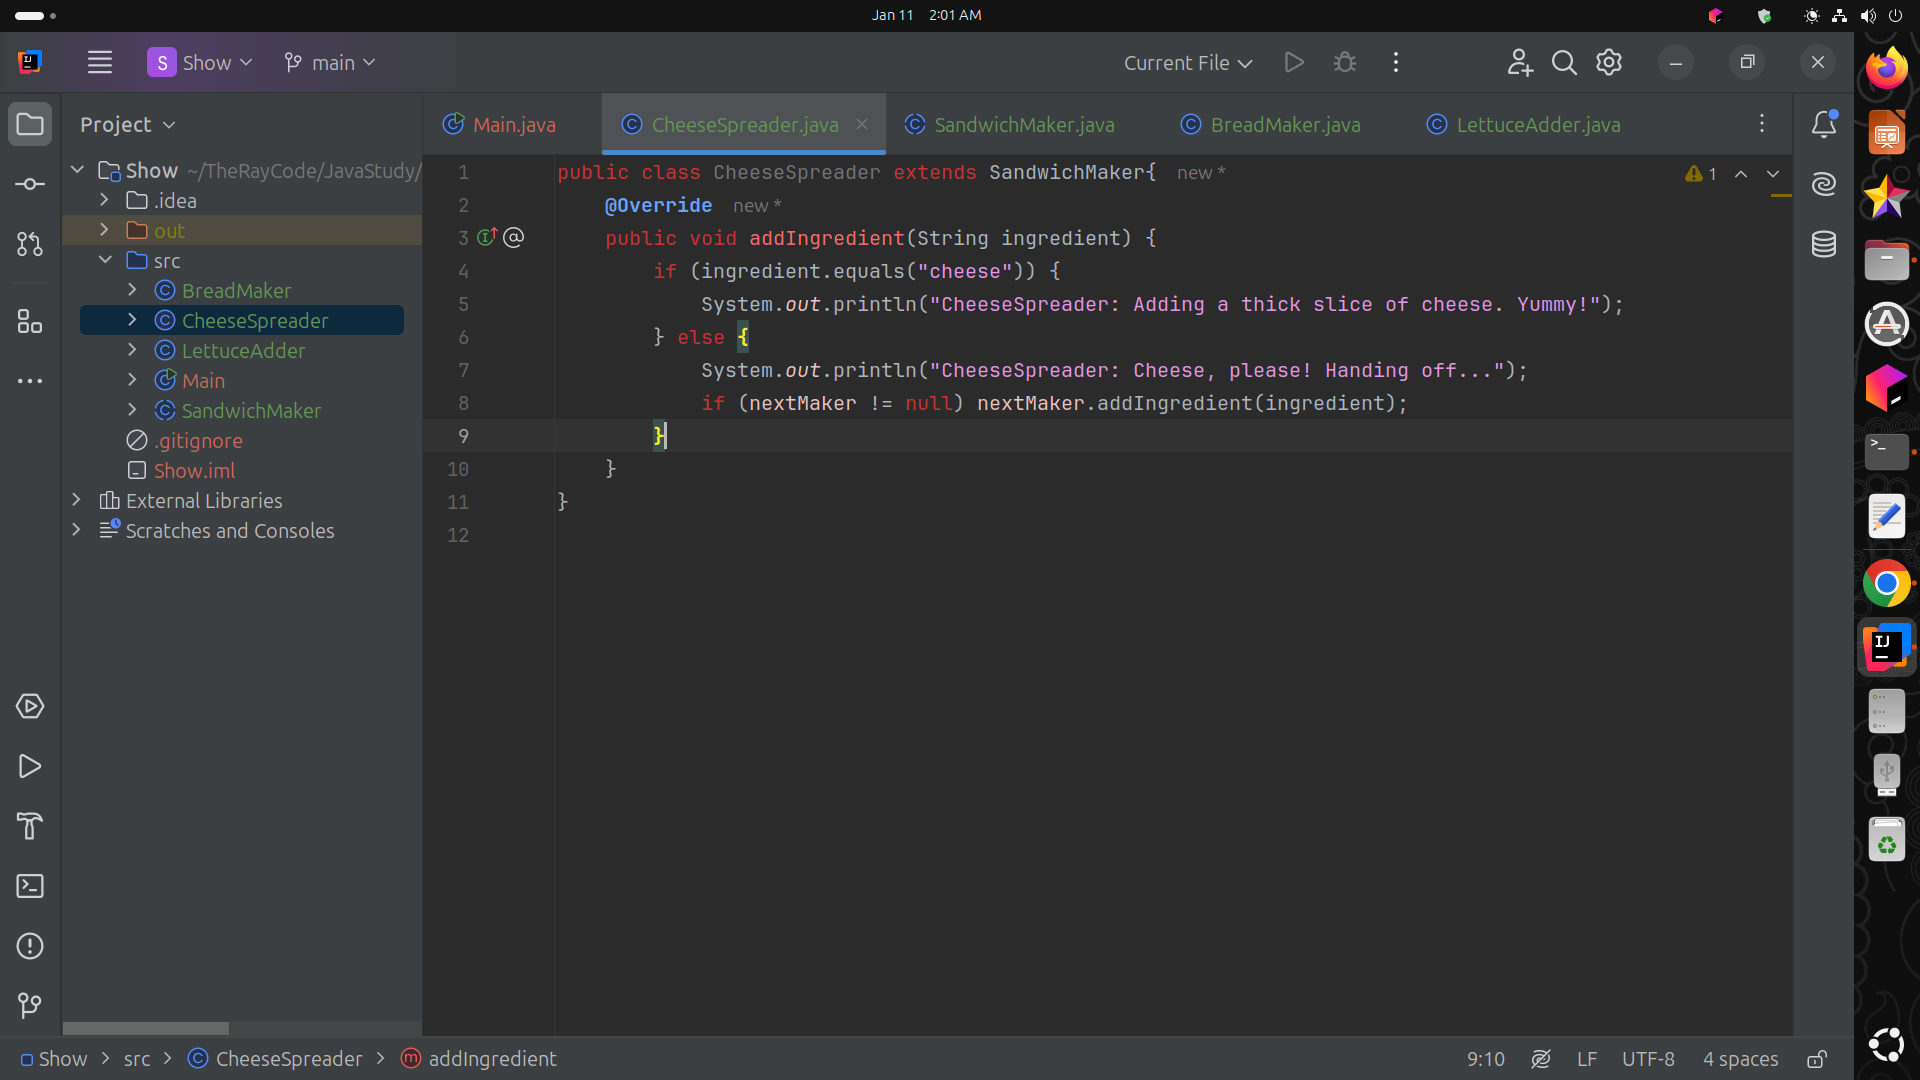 Jan 11 2:01 AM
S Show main Current File
Project
Main.java CheeseSpreader.java SandwichMaker.java BreadMaker.java LettuceAdder.java
Show ~/TheRayCode/JavaStudy/
.idea
out
src
BreadMaker
CheeseSpreader
LettuceAdder
Main
SandwichMaker
.gitignore
Show.iml
External Libraries
Scratches and Consoles
1 public class CheeseSpreader extends SandwichMaker{ new *
2 @Override new *
3 public void addIngredient(String ingredient) {
4 if (ingredient.equals("cheese")) {
5 System.out.println("CheeseSpreader: Adding a thick slice of cheese. Yummy!");
6 } else {
7 System.out.println("CheeseSpreader: Cheese, please! Handing off...");
8 if (nextMaker != null) nextMaker.addIngredient(ingredient);
9 }
10 }
11 }
12
1
Show > src > CheeseSpreader > addIngredient
9:10 LF UTF-8 4 spaces